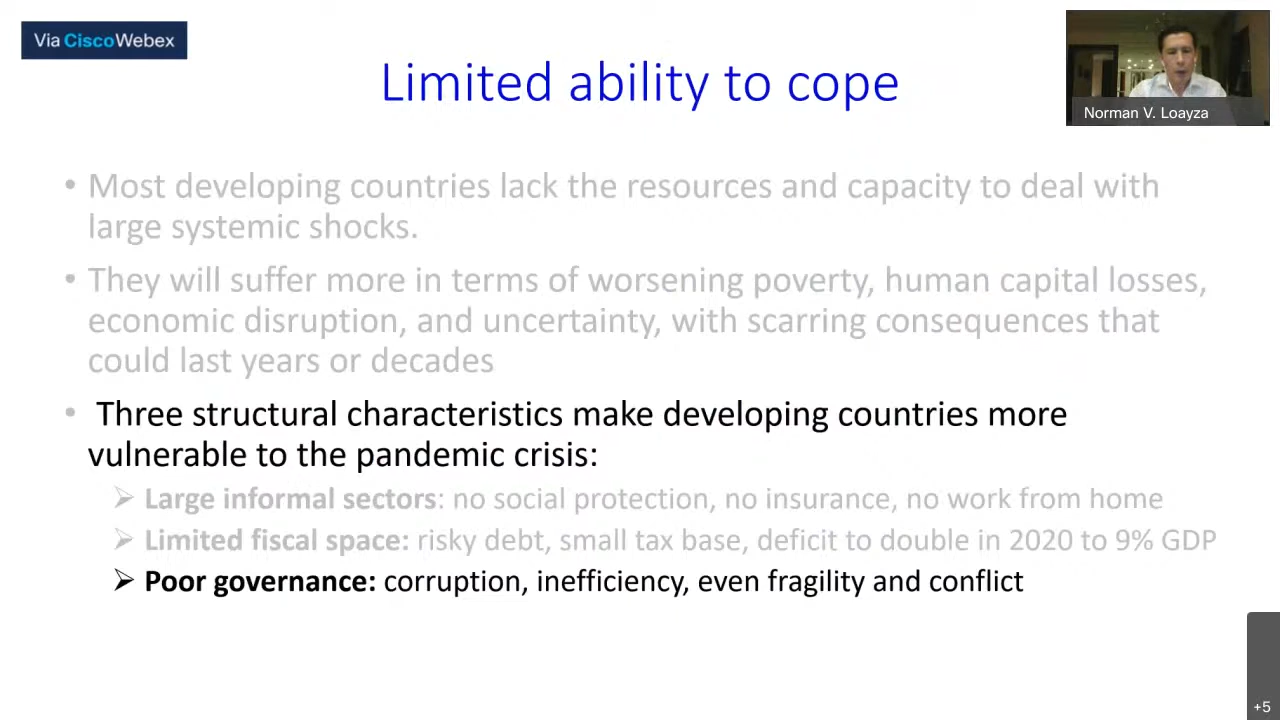 Via CiscoWebex
Limited ability to cope
Norman V. Loayza
• Most developing countries lack the resources and capacity to deal with
large systemic shocks.
• They will suffer more in terms of worsening poverty, human capital losses,
economic disruption, and uncertainty, with scarring consequences that
could last years or decades
• Three structural characteristics make developing countries more
vulnerable to the pandemic crisis:
➢ Large informal sectors: no social protection, no insurance, no work from home
➢ Limited fiscal space: risky debt, small tax base, deficit to double in 2020 to 9% GDP
➢ Poor governance: corruption, inefficiency, even fragility and conflict
+5